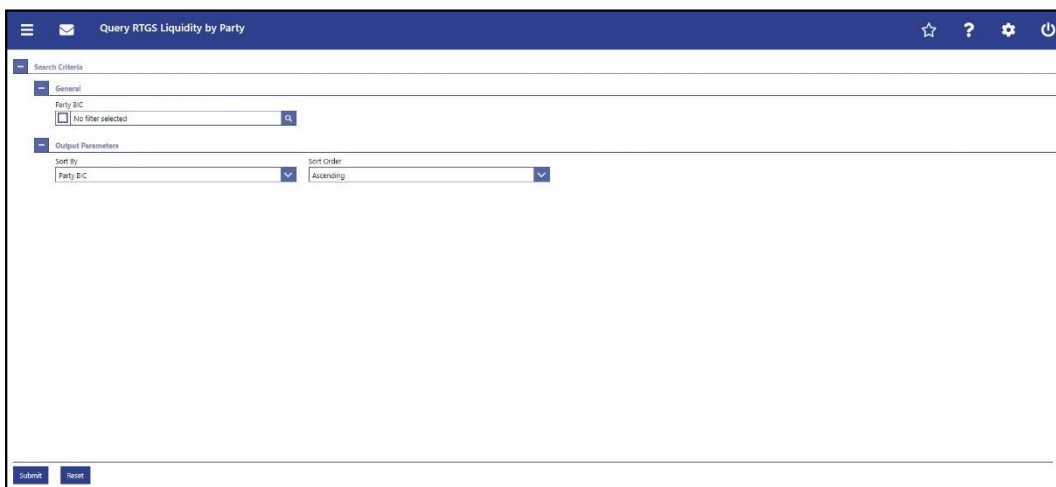 Query RTGS Liquidity by Party
Search Criteria
General
Party BIC
No filter selected
Output Parameters
Sort By
Sort Order
Party BIC
Ascending
Submit
Reset